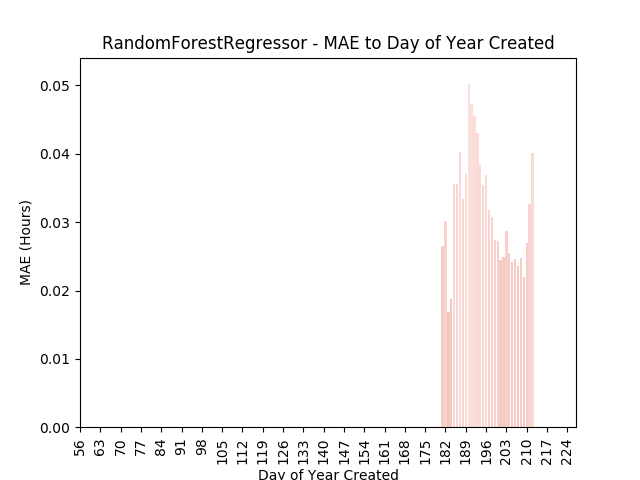 RandomForestRegressor - MAE to Day of Year Created
MAE (Hours)
0.05
0.04
0.03
0.02
0.01
0.00
56 63 70 77 84 91 98 105 112 119 126 133 140 147 154 161 168 175 182 189 196 203 210 217 224
Day of Year Created